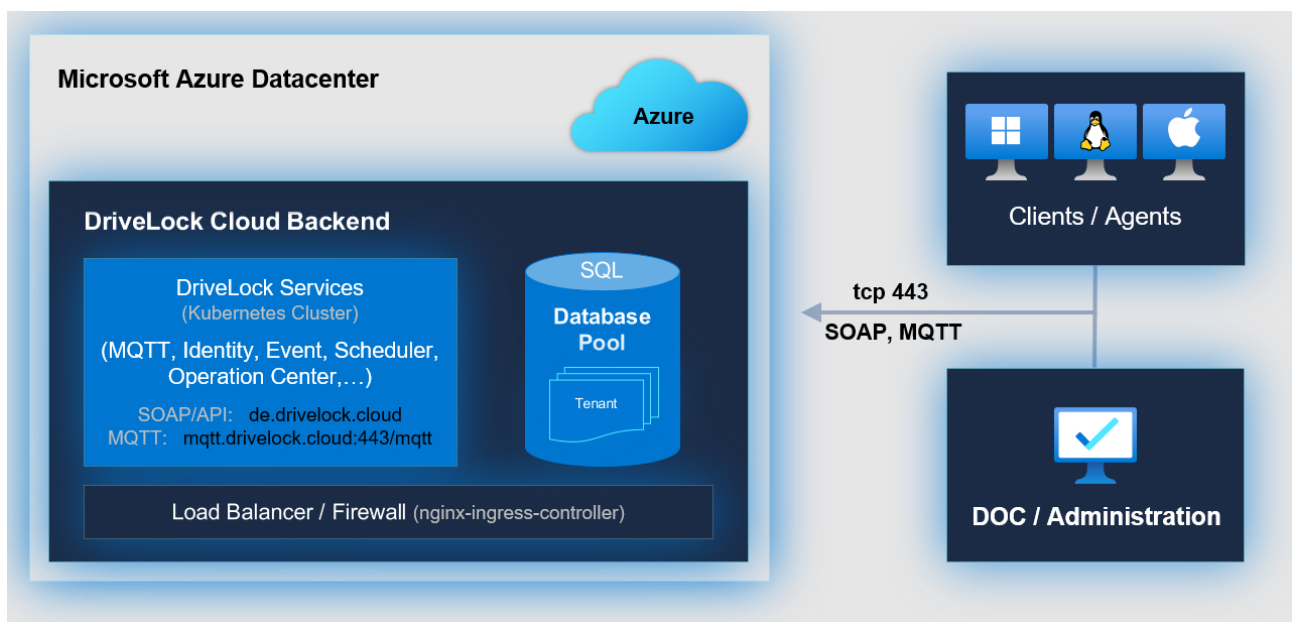 Microsoft Azure Datacenter
Azure
DriveLock Cloud Backend
DriveLock Services
(Kubernetes Cluster)
(MQTT, Identity, Event, Scheduler,
Operation Center,…)
SOAP/API: de.drivelock.cloud
MQTT: mqtt.drivelock.cloud:443/mqtt
SQL
Database
Pool
Tenant
Load Balancer / Firewall (nginx-ingress-controller)
tcp 443
SOAP, MQTT
Clients / Agents
DOC / Administration